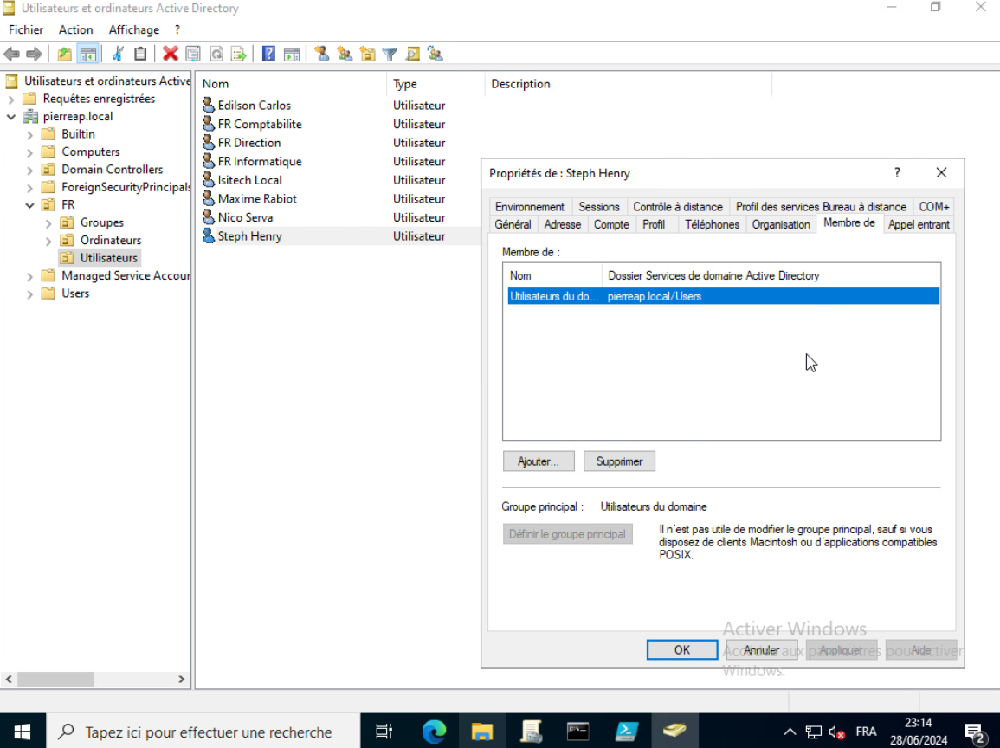 Utilisateurs et ordinateurs Active Directory
Fichier Action Affichage ?
Utilisateurs et ordinateurs Active
Requêtes enregistrées
pierreap.local
Builtin
Computers
Domain Controllers
ForeignSecurityPrincipals
FR
Groupes
Ordinateurs
Utilisateurs
Managed Service Accour
Users
Nom Type Description
Edilson Carlos Utilisateur
FR Comptabilite Utilisateur
FR Direction Utilisateur
FR Informatique Utilisateur
Isitech Local Utilisateur
Maxime Rabiot Utilisateur
Nico Serva Utilisateur
Steph Henry Utilisateur
Propriétés de : Steph Henry ?
Environnement Sessions Contrôle à distance Profil des services Bureau à distance COM+
Général Adresse Compte Profil Téléphones Organisation Membre de Appel entrant
Membre de :
Nom Dossier Services de domaine Active Directory
Utilisateurs du do... pierreap.local/Users
Ajouter... Supprimer
Groupe principal : Utilisateurs du domaine
Définir le groupe principal
Il n'est pas utile de modifier le groupe principal, sauf si vous
disposez de clients Macintosh ou d'applications compatibles
POSIX.
OK Annuler Appliquer Aide
Activer Windows
Accédez aux paramètres pour activer
Windows.
Tapez ici pour effectuer une recherche
FRA
23:14
28/06/2024
2